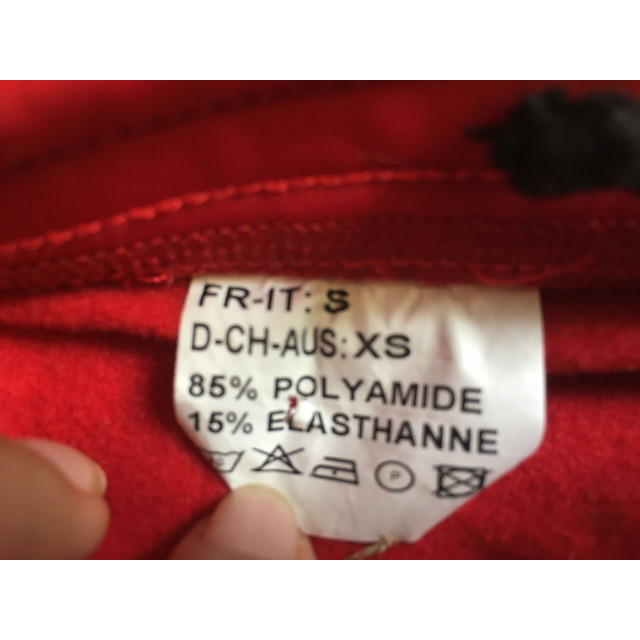 FR-IT: S
D-CH-AUS: XS
85% POLYAMIDE
15% ELASTHANNE
P